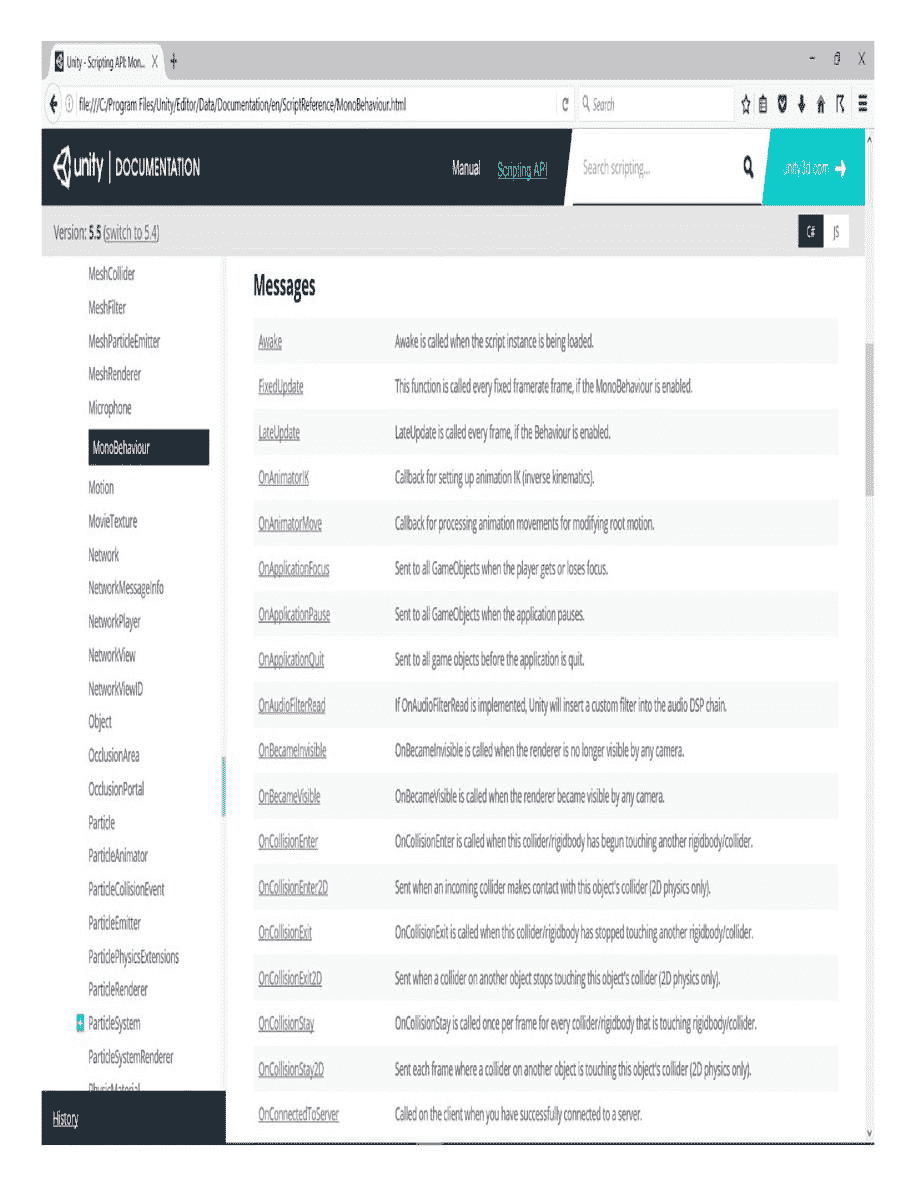 Unity - Scripting API: Mon... X +
file:///C:/Program Files/Unity/Editor/Data/Documentation/en/ScriptReference/MonoBehaviour.html
Search
unity | DOCUMENTATION
Manual
Scripting API
Search scripting...
unity3d.com
Version: 5.5 (switch to 5.4)
C# JS
MeshCollider
MeshFilter
MeshParticleEmitter
MeshRenderer
Microphone
MonoBehaviour
Motion
MovieTexture
Network
NetworkMessageInfo
NetworkPlayer
NetworkView
NetworkViewID
Object
OcclusionArea
OcclusionPortal
Particle
ParticleAnimator
ParticleCollisionEvent
ParticleEmitter
ParticlePhysicsExtensions
ParticleRenderer
+ ParticleSystem
ParticleSystemRenderer
PhysicMaterial
History
Messages
Awake Awake is called when the script instance is being loaded.
FixedUpdate This function is called every fixed framerate frame, if the MonoBehaviour is enabled.
LateUpdate LateUpdate is called every frame, if the Behaviour is enabled.
OnAnimatorIK Callback for setting up animation IK (inverse kinematics).
OnAnimatorMove Callback for processing animation movements for modifying root motion.
OnApplicationFocus Sent to all GameObjects when the player gets or loses focus.
OnApplicationPause Sent to all GameObjects when the application pauses.
OnApplicationQuit Sent to all game objects before the application is quit.
OnAudioFilterRead If OnAudioFilterRead is implemented, Unity will insert a custom filter into the audio DSP chain.
OnBecameInvisible OnBecameInvisible is called when the renderer is no longer visible by any camera.
OnBecameVisible OnBecameVisible is called when the renderer became visible by any camera.
OnCollisionEnter OnCollisionEnter is called when this collider/rigidbody has begun touching another rigidbody/collider.
OnCollisionEnter2D Sent when an incoming collider makes contact with this object's collider (2D physics only).
OnCollisionExit OnCollisionExit is called when this collider/rigidbody has stopped touching another rigidbody/collider.
OnCollisionExit2D Sent when a collider on another object stops touching this object's collider (2D physics only).
OnCollisionStay OnCollisionStay is called once per frame for every collider/rigidbody that is touching rigidbody/collider.
OnCollisionStay2D Sent each frame where a collider on another object is touching this object's collider (2D physics only).
OnConnectedToServer Called on the client when you have successfully connected to a server.